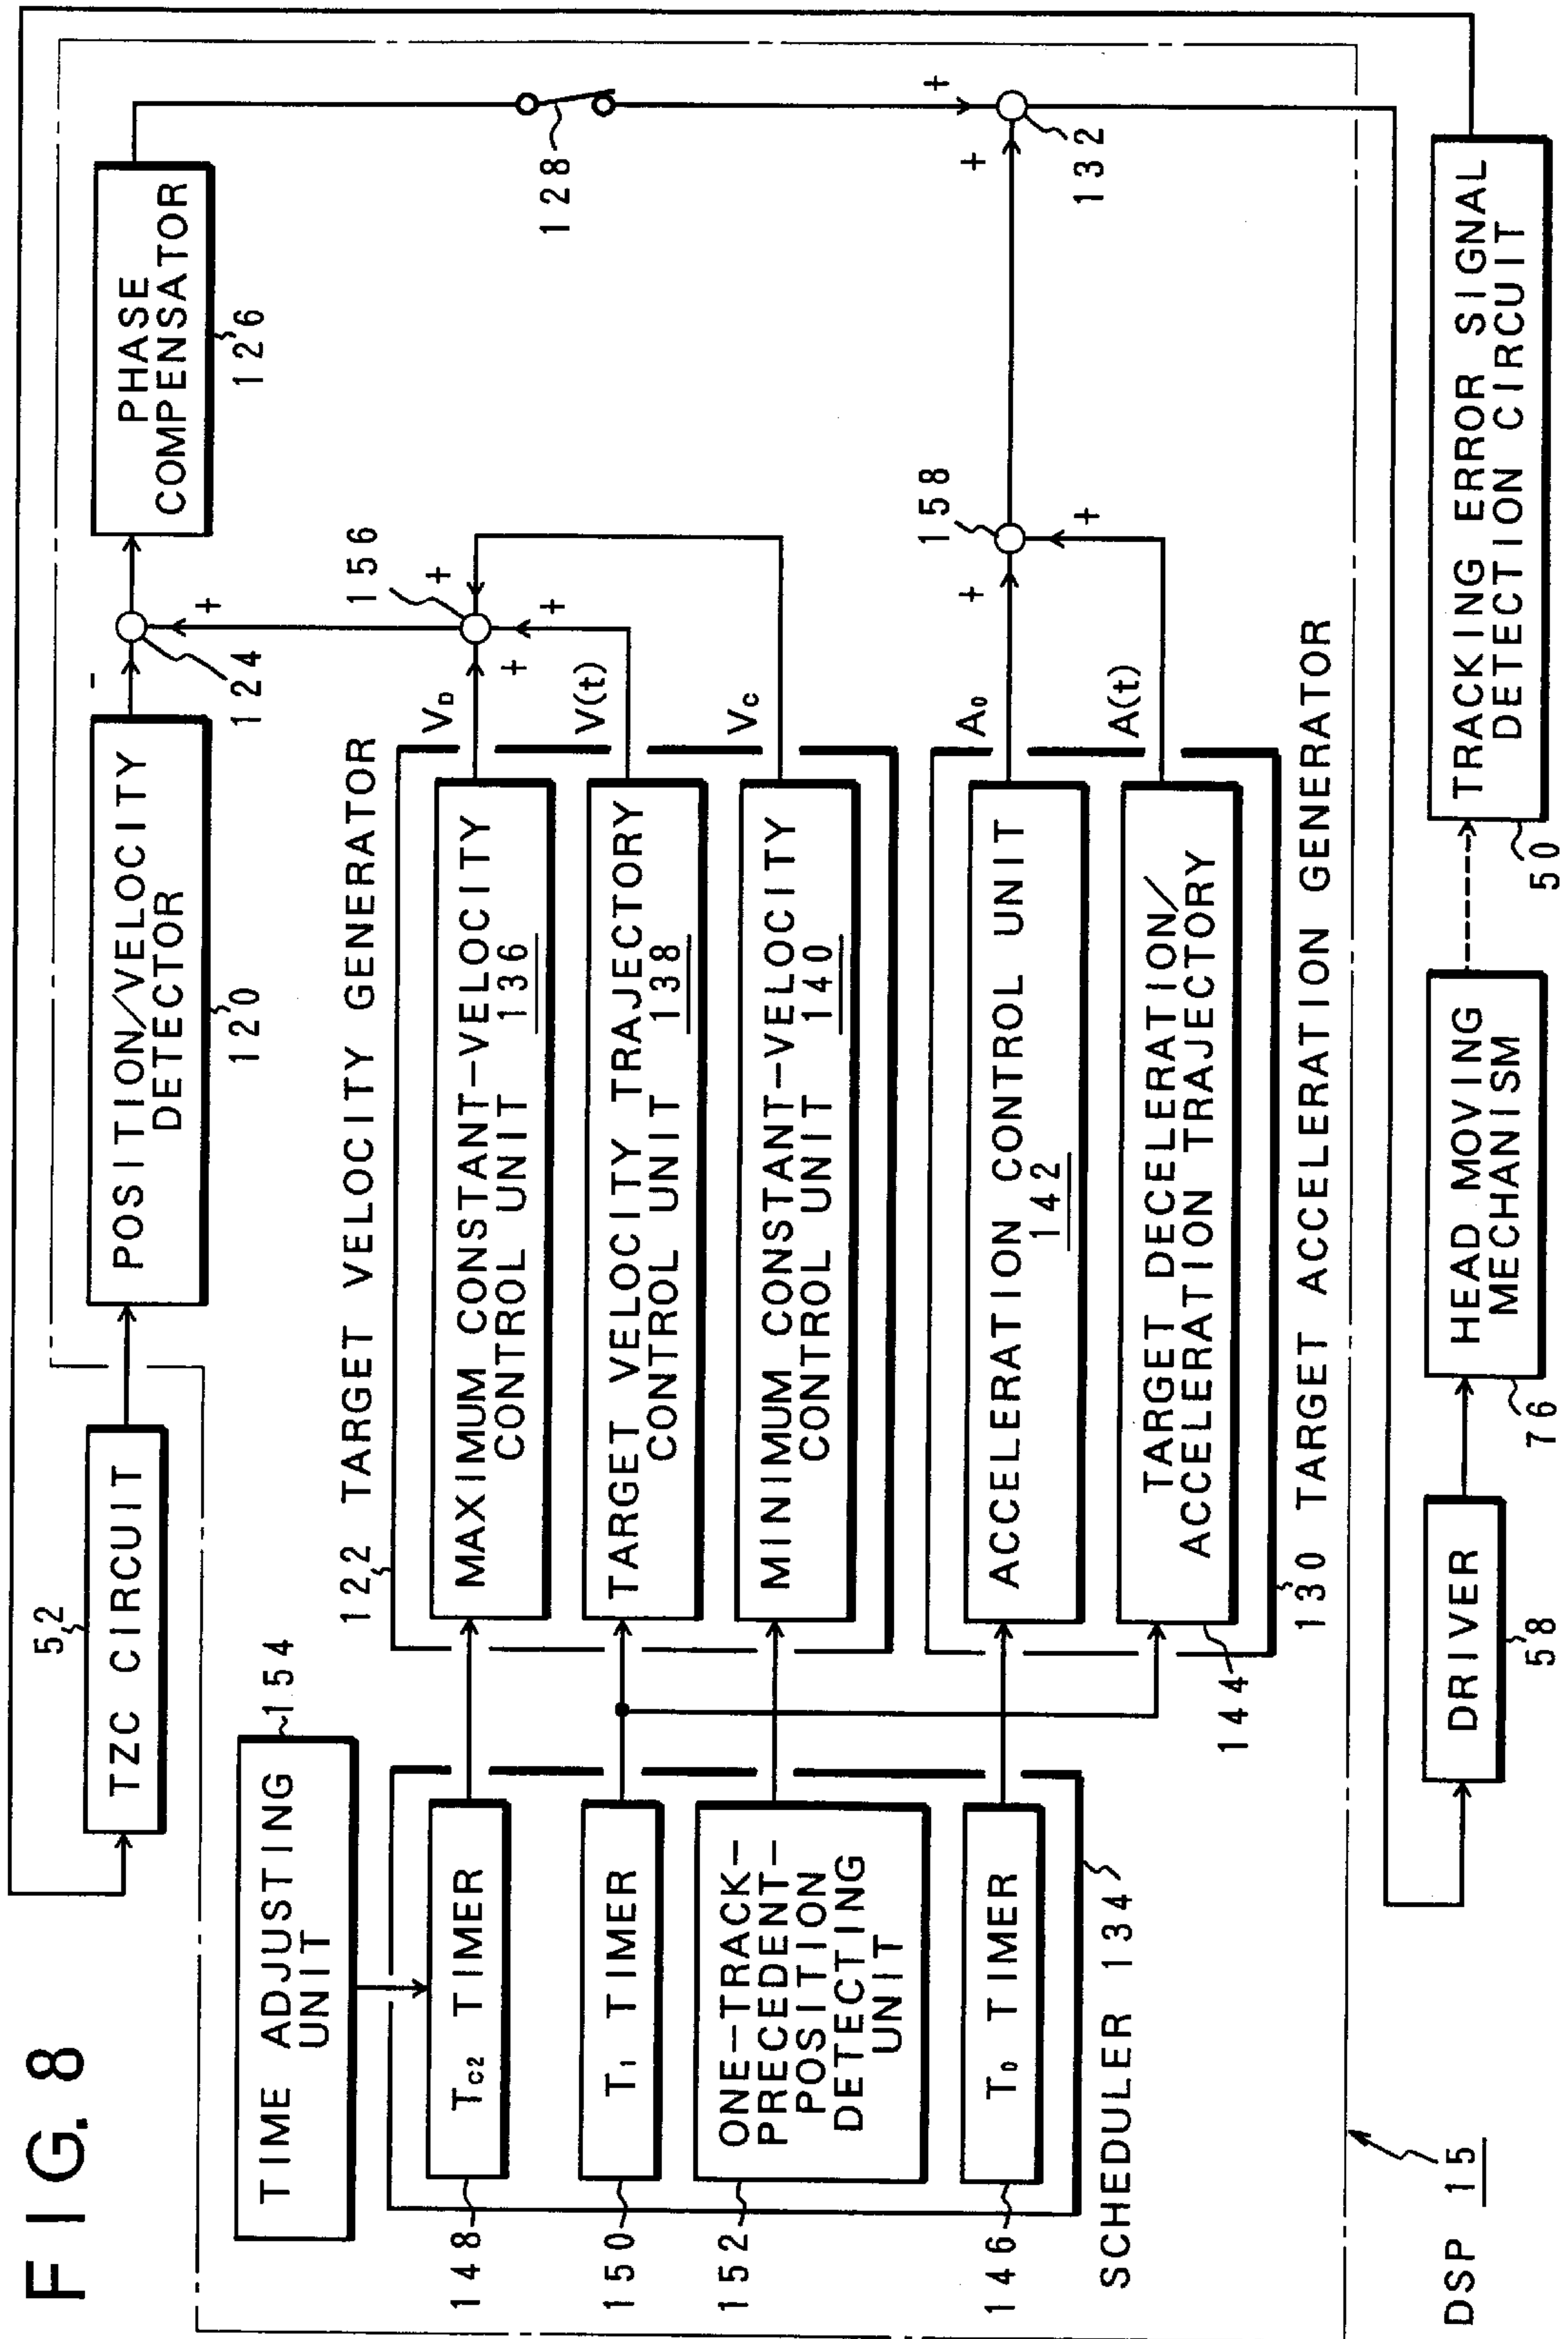 FIG. 8
52
TZC CIRCUIT
POSITION/VELOCITY
DETECTOR
120
-
+
124
PHASE
COMPENSATOR
126
128
TIME ADJUSTING
UNIT
154
122 TARGET VELOCITY GENERATOR
148
TC2 TIMER
MAXIMUM CONSTANT-VELOCITY
CONTROL UNIT 136
VD
+
156
+
150
T1 TIMER
TARGET VELOCITY TRAJECTORY
CONTROL UNIT 138
V(t)
+
152
ONE-TRACK-
PRECEDENT-
POSITION
DETECTING
UNIT
MINIMUM CONSTANT-VELOCITY
CONTROL UNIT 140
VC
146
T0 TIMER
ACCELERATION CONTROL UNIT
142
A0
+
158
+
+
+
132
SCHEDULER 134
144
TARGET DECELERATION/
ACCELERATION TRAJECTORY
A(t)
130 TARGET ACCELERATION GENERATOR
DSP 15
DRIVER
58
HEAD MOVING
MECHANISM
76
TRACKING ERROR SIGNAL
DETECTION CIRCUIT
50